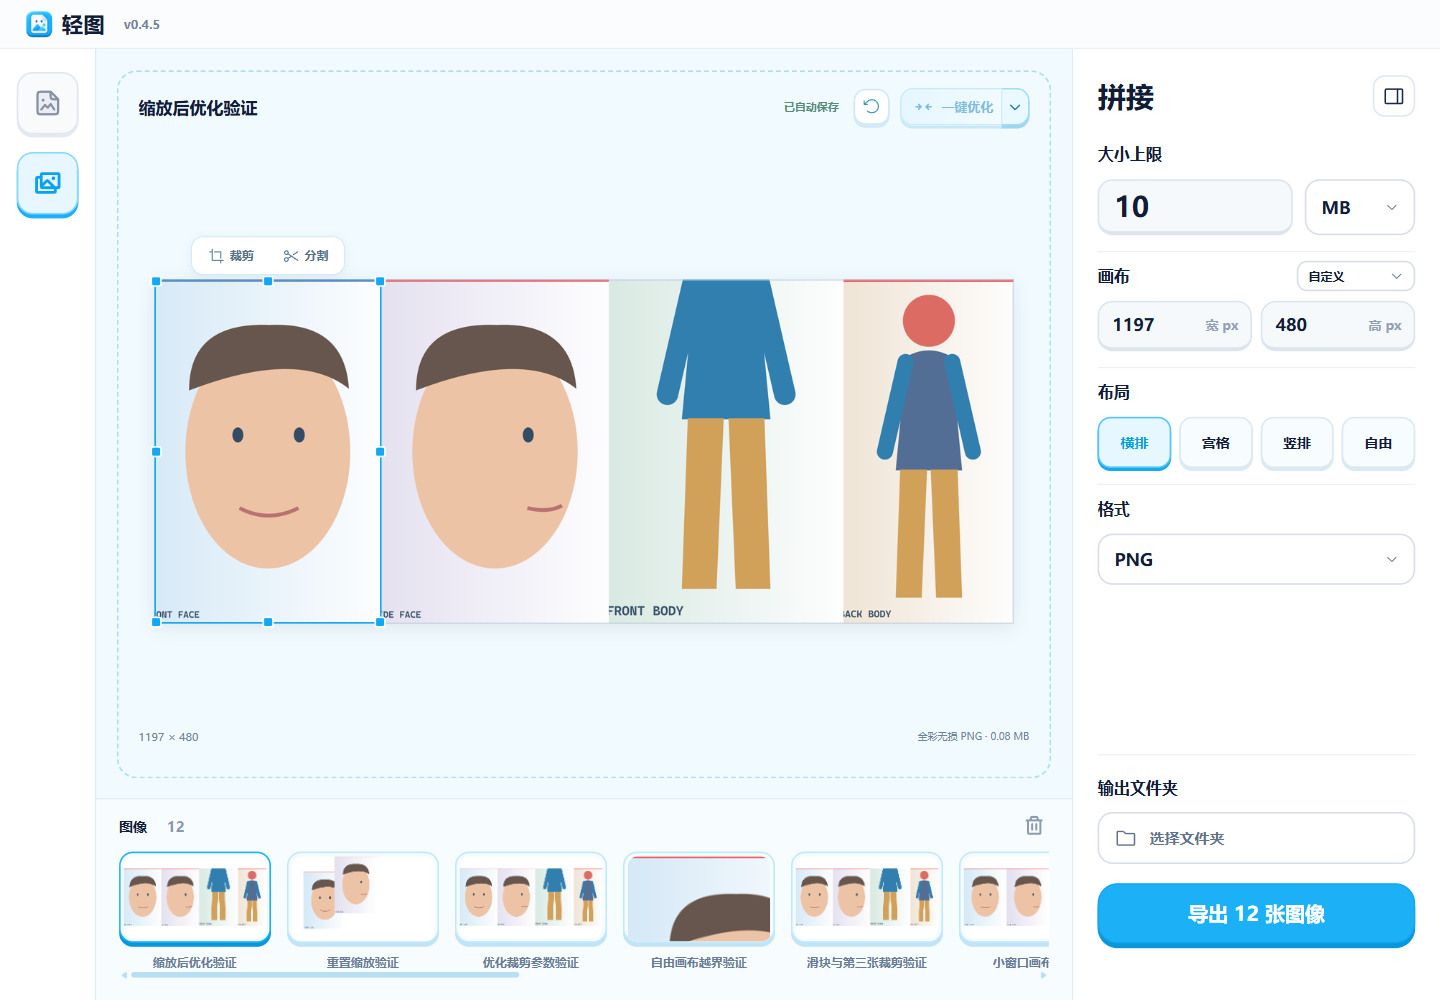 轻图 v0.4.5
缩放后优化验证
已自动保存
一键优化
裁剪 分割
ONT FACE
DE FACE
FRONT BODY
BACK BODY
1197 × 480
全彩无损 PNG · 0.08 MB
图像 12
缩放后优化验证
重置缩放验证
优化裁剪参数验证
自由画布越界验证
滑块与第三张裁剪验证
小窗口画布
拼接
大小上限
10 MB
画布 自定义
1197 宽 px 480 高 px
布局
横排 宫格 竖排 自由
格式
PNG
输出文件夹
选择文件夹
导出 12 张图像